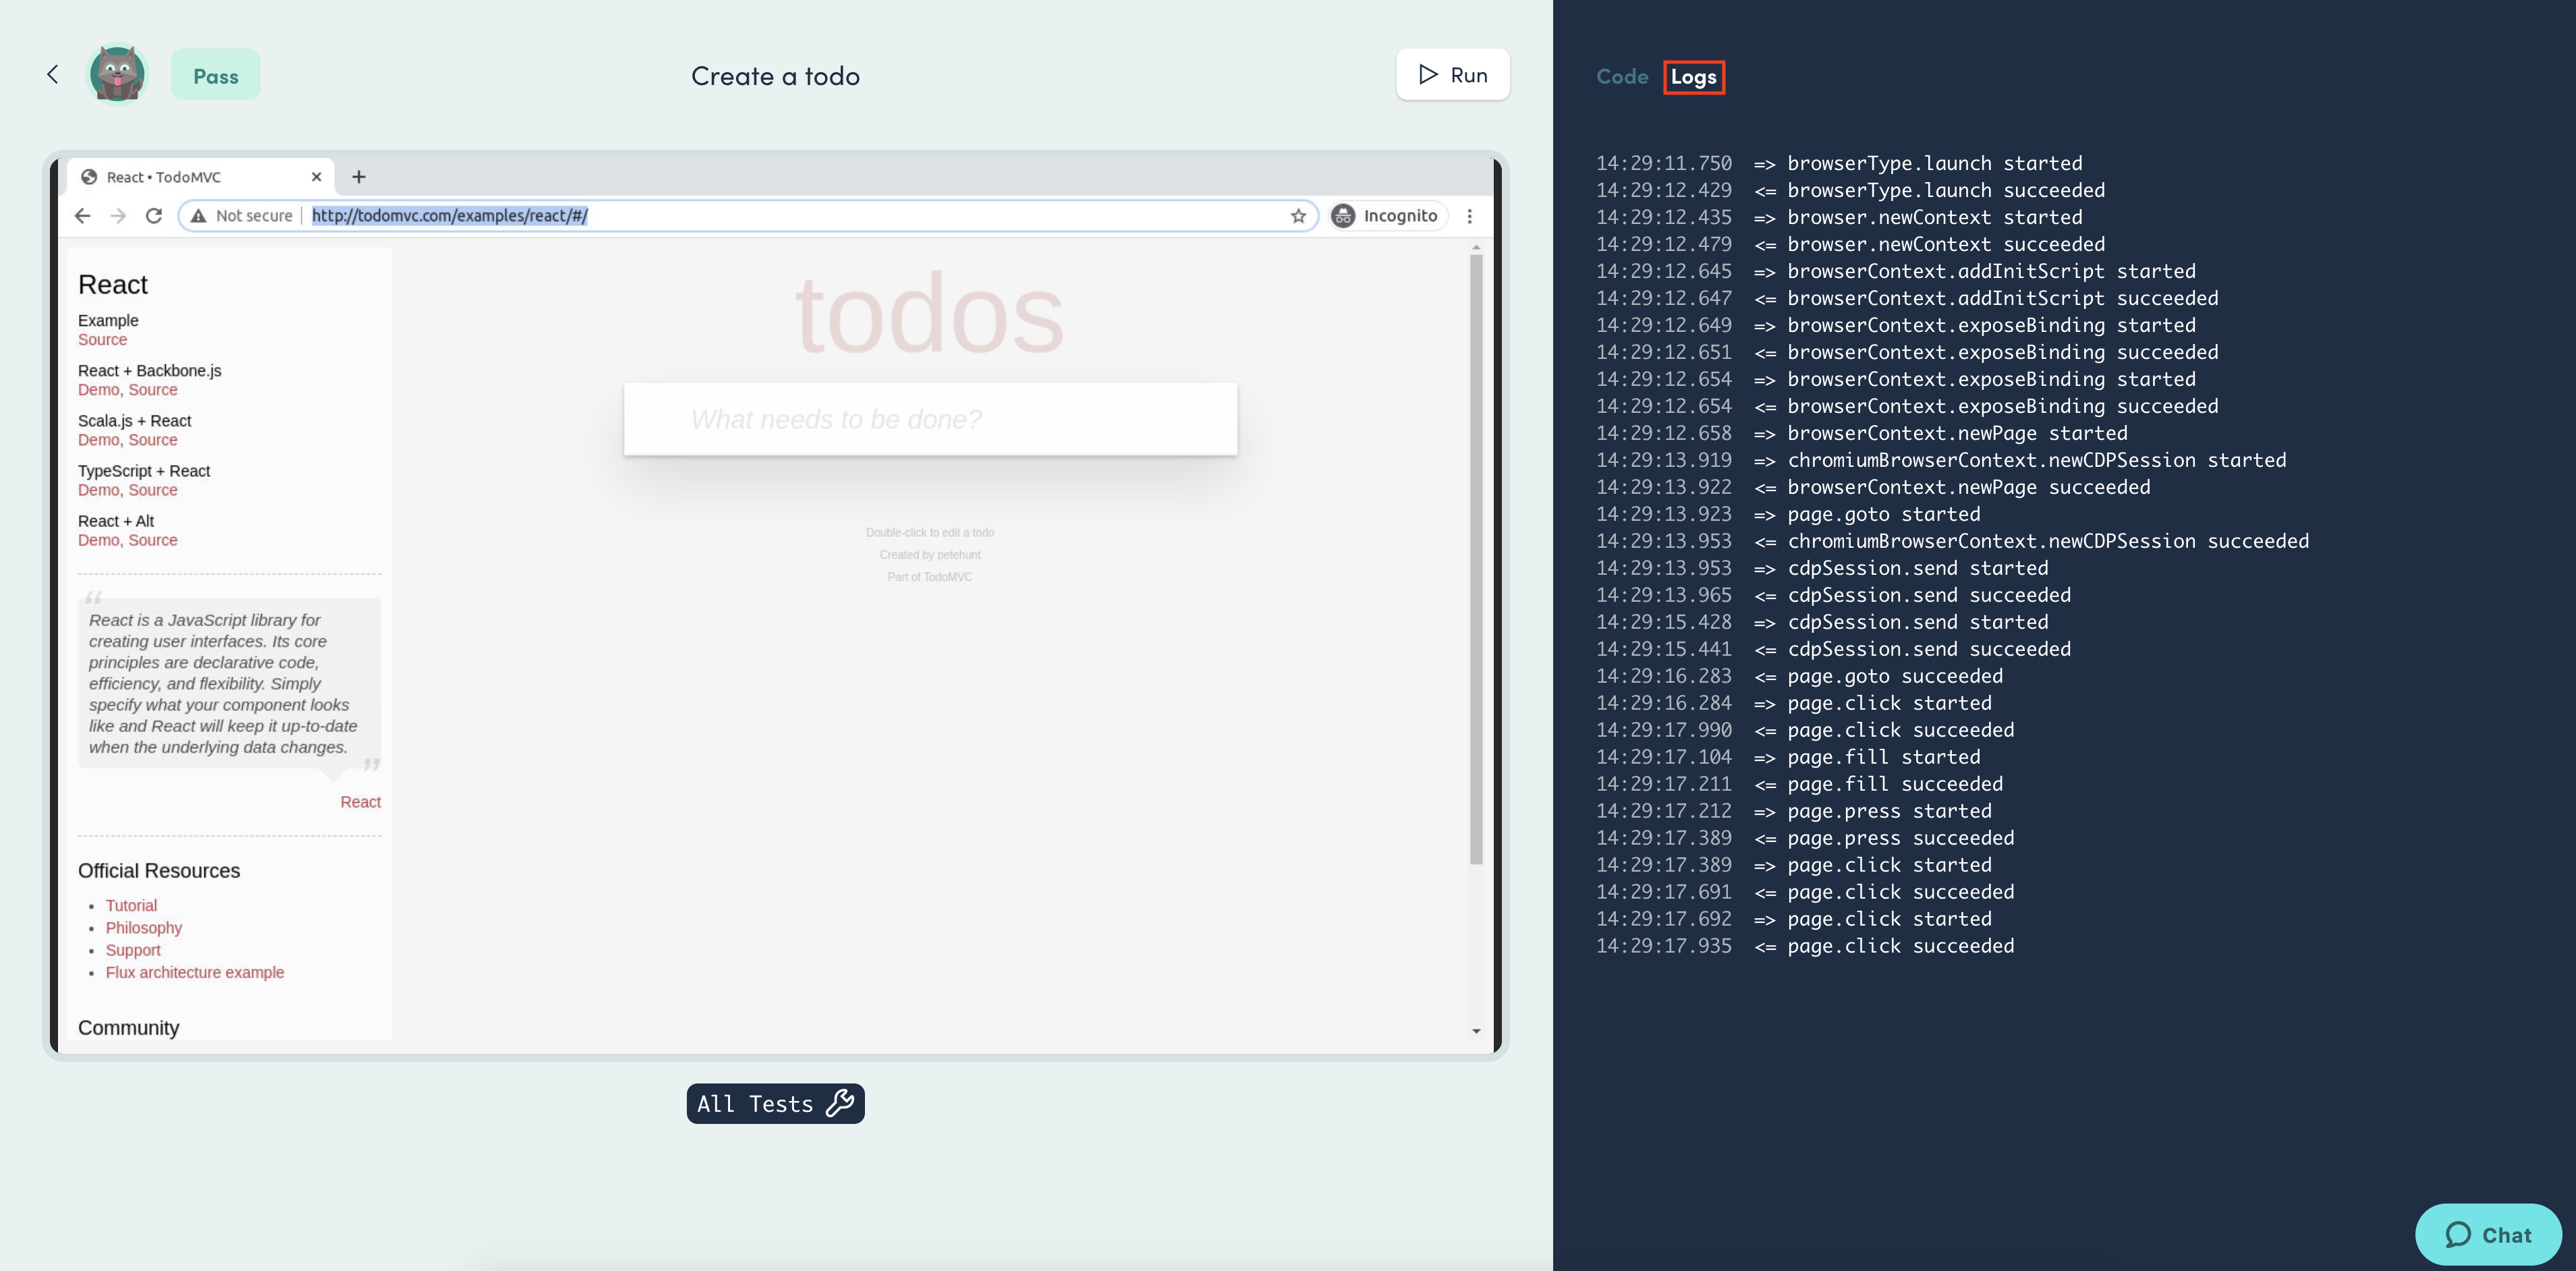 Pass
Create a todo
Run
React • TodoMVC
Not secure
http://todomvc.com/examples/react/#/
Incognito
React
Example
Source
React + Backbone.js
Demo, Source
Scala.js + React
Demo, Source
TypeScript + React
Demo, Source
React + Alt
Demo, Source
“
React is a JavaScript library for
creating user interfaces. Its core
principles are declarative code,
efficiency, and flexibility. Simply
specify what your component looks
like and React will keep it up-to-date
when the underlying data changes.
”
React
Official Resources
• Tutorial
• Philosophy
• Support
• Flux architecture example
Community
todos
What needs to be done?
Double-click to edit a todo
Created by petehunt
Part of TodoMVC
All Tests
Code Logs
14:29:11.750 => browserType.launch started
14:29:12.429 <= browserType.launch succeeded
14:29:12.435 => browser.newContext started
14:29:12.479 <= browser.newContext succeeded
14:29:12.645 => browserContext.addInitScript started
14:29:12.647 <= browserContext.addInitScript succeeded
14:29:12.649 => browserContext.exposeBinding started
14:29:12.651 <= browserContext.exposeBinding succeeded
14:29:12.654 => browserContext.exposeBinding started
14:29:12.654 <= browserContext.exposeBinding succeeded
14:29:12.658 => browserContext.newPage started
14:29:13.919 => chromiumBrowserContext.newCDPSession started
14:29:13.922 <= browserContext.newPage succeeded
14:29:13.923 => page.goto started
14:29:13.953 <= chromiumBrowserContext.newCDPSession succeeded
14:29:13.953 => cdpSession.send started
14:29:13.965 <= cdpSession.send succeeded
14:29:15.428 => cdpSession.send started
14:29:15.441 <= cdpSession.send succeeded
14:29:16.283 <= page.goto succeeded
14:29:16.284 => page.click started
14:29:17.990 <= page.click succeeded
14:29:17.104 => page.fill started
14:29:17.211 <= page.fill succeeded
14:29:17.212 => page.press started
14:29:17.389 <= page.press succeeded
14:29:17.389 => page.click started
14:29:17.691 <= page.click succeeded
14:29:17.692 => page.click started
14:29:17.935 <= page.click succeeded
Chat